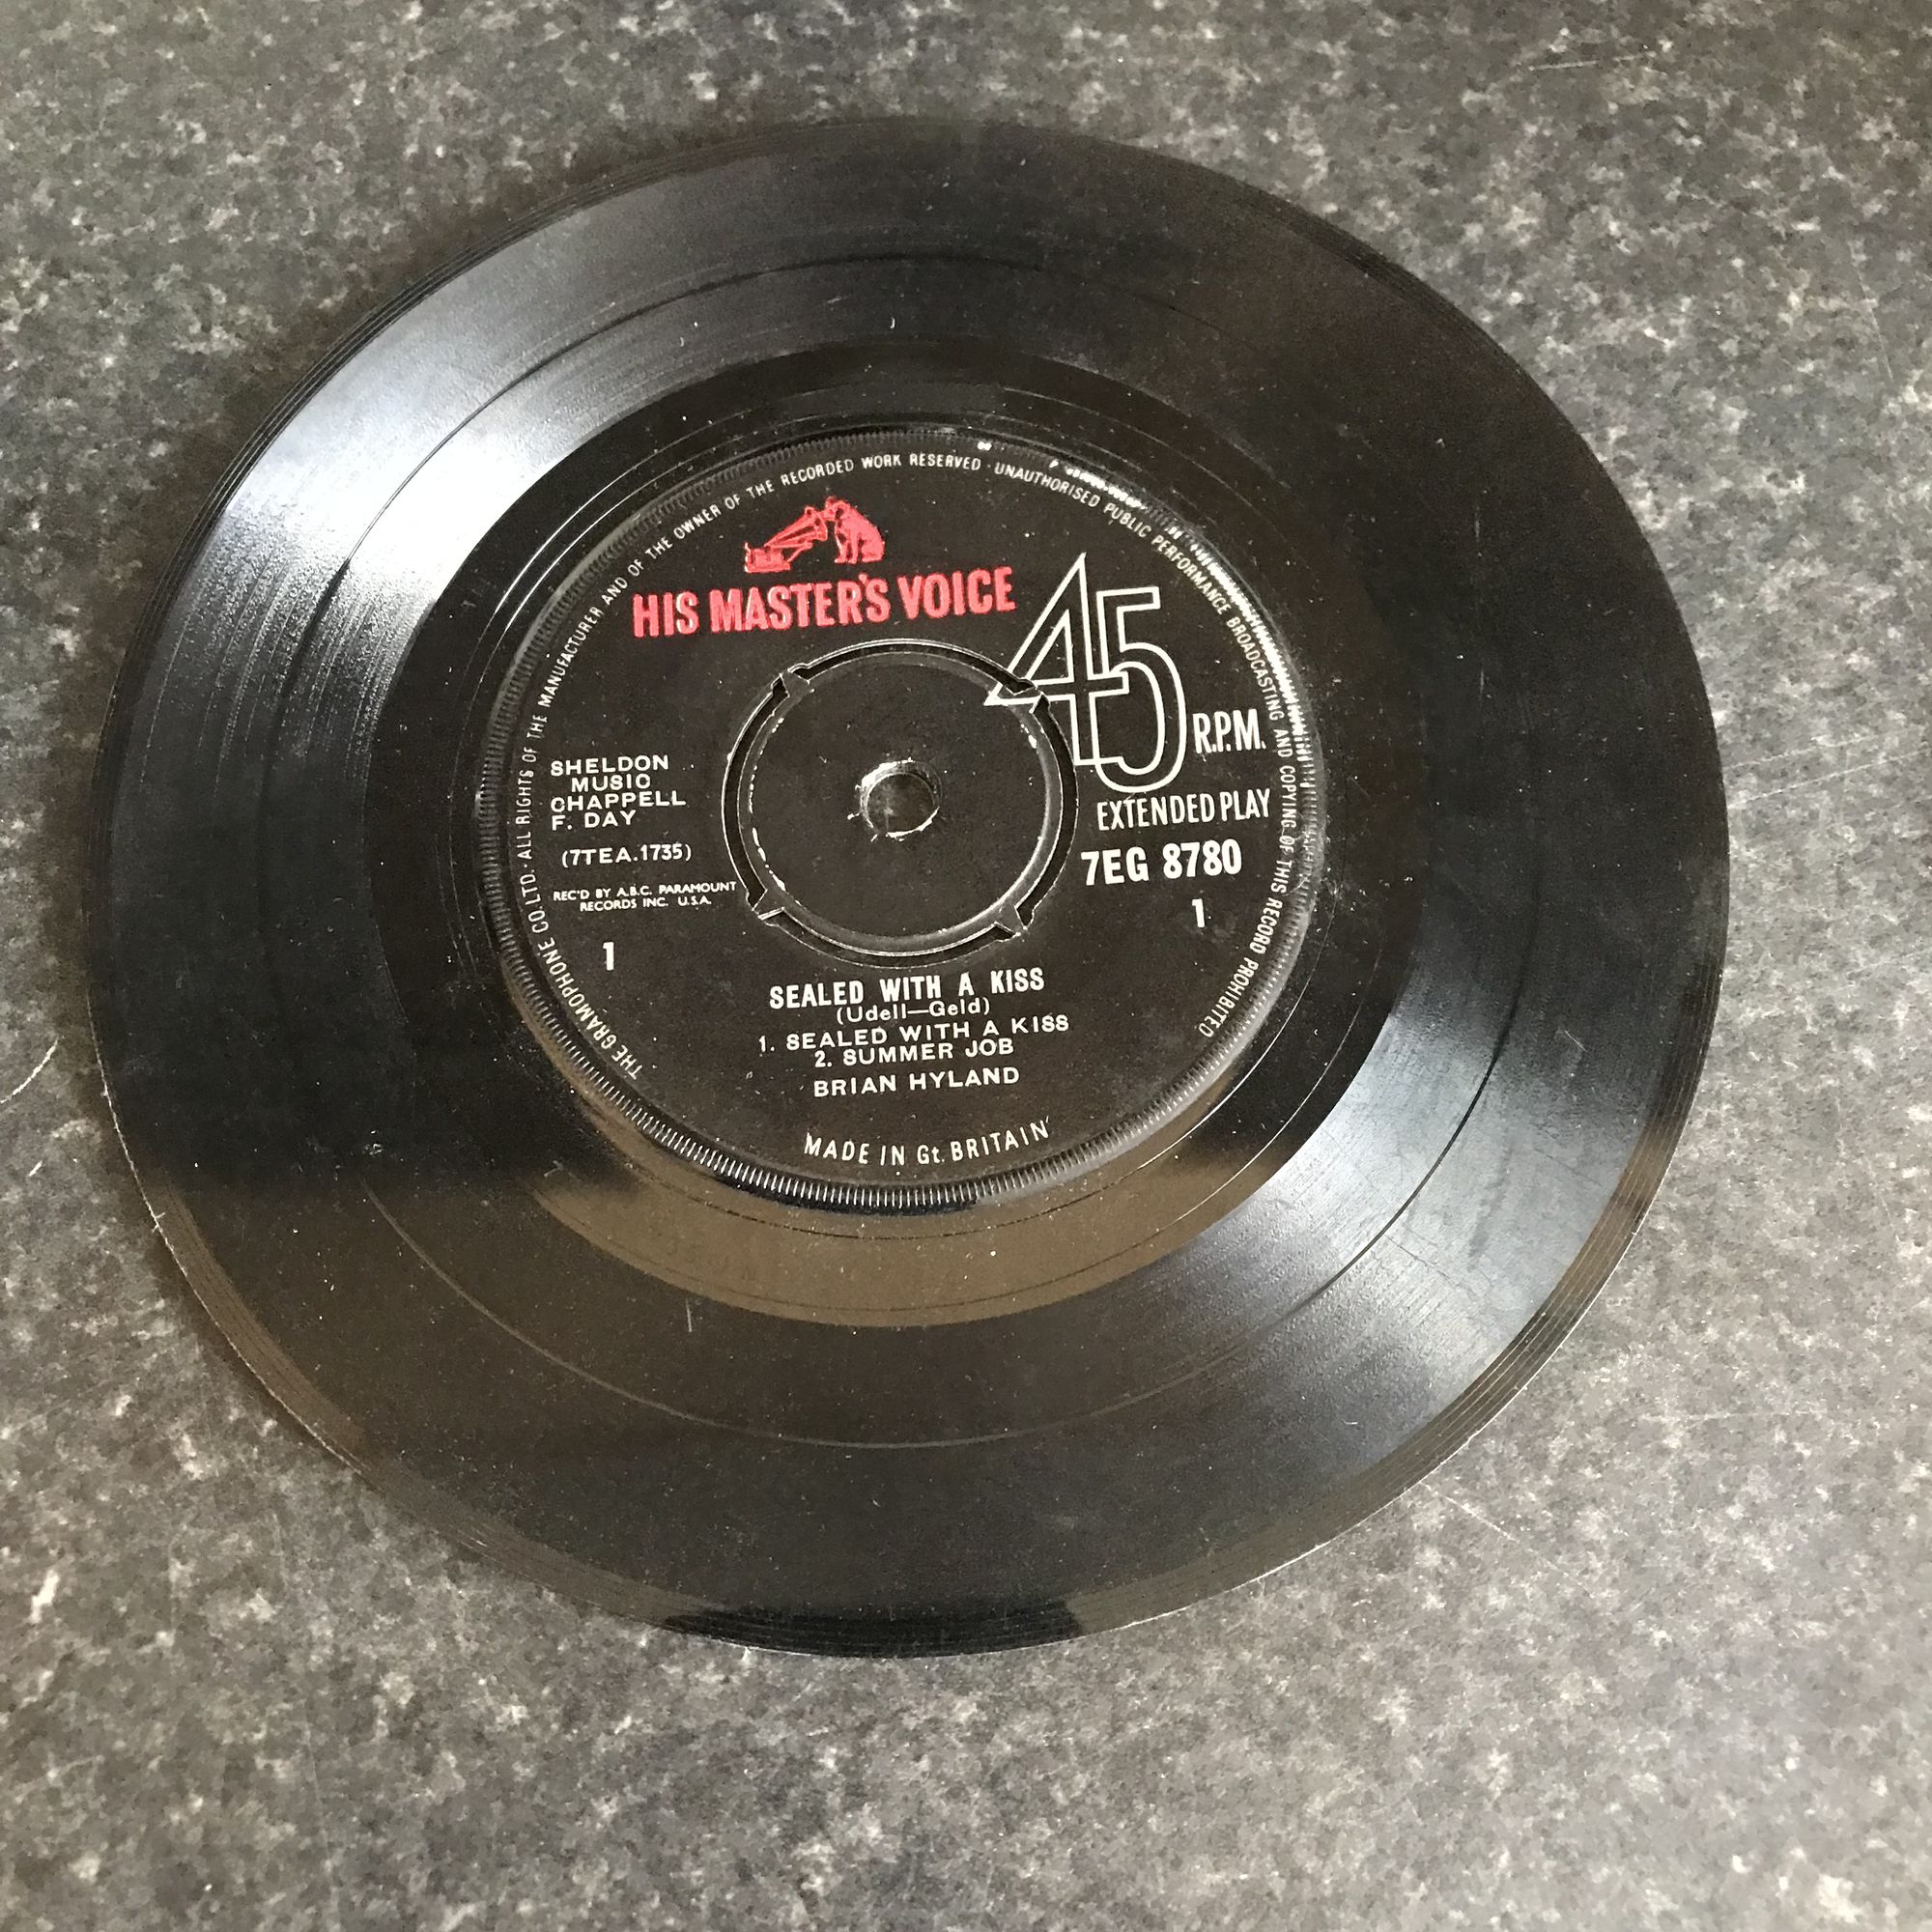 THE GRAMOPHONE CO. LTD. · ALL RIGHTS OF THE MANUFACTURER AND OF THE OWNER OF THE RECORDED WORK RESERVED · UNAUTHORISED PUBLIC PERFORMANCE BROADCASTING AND COPYING OF THIS RECORD PROHIBITED
HIS MASTER'S VOICE
45 R.P.M.
EXTENDED PLAY
7EG 8780
1
SHELDON
MUSIC
CHAPPELL
F. DAY
(7TEA.1735)
REC'D BY A.B.C. PARAMOUNT
RECORDS INC. U.S.A.
1
SEALED WITH A KISS
(Udell—Geld)
1. SEALED WITH A KISS
2. SUMMER JOB
BRIAN HYLAND
MADE IN Gt. BRITAIN